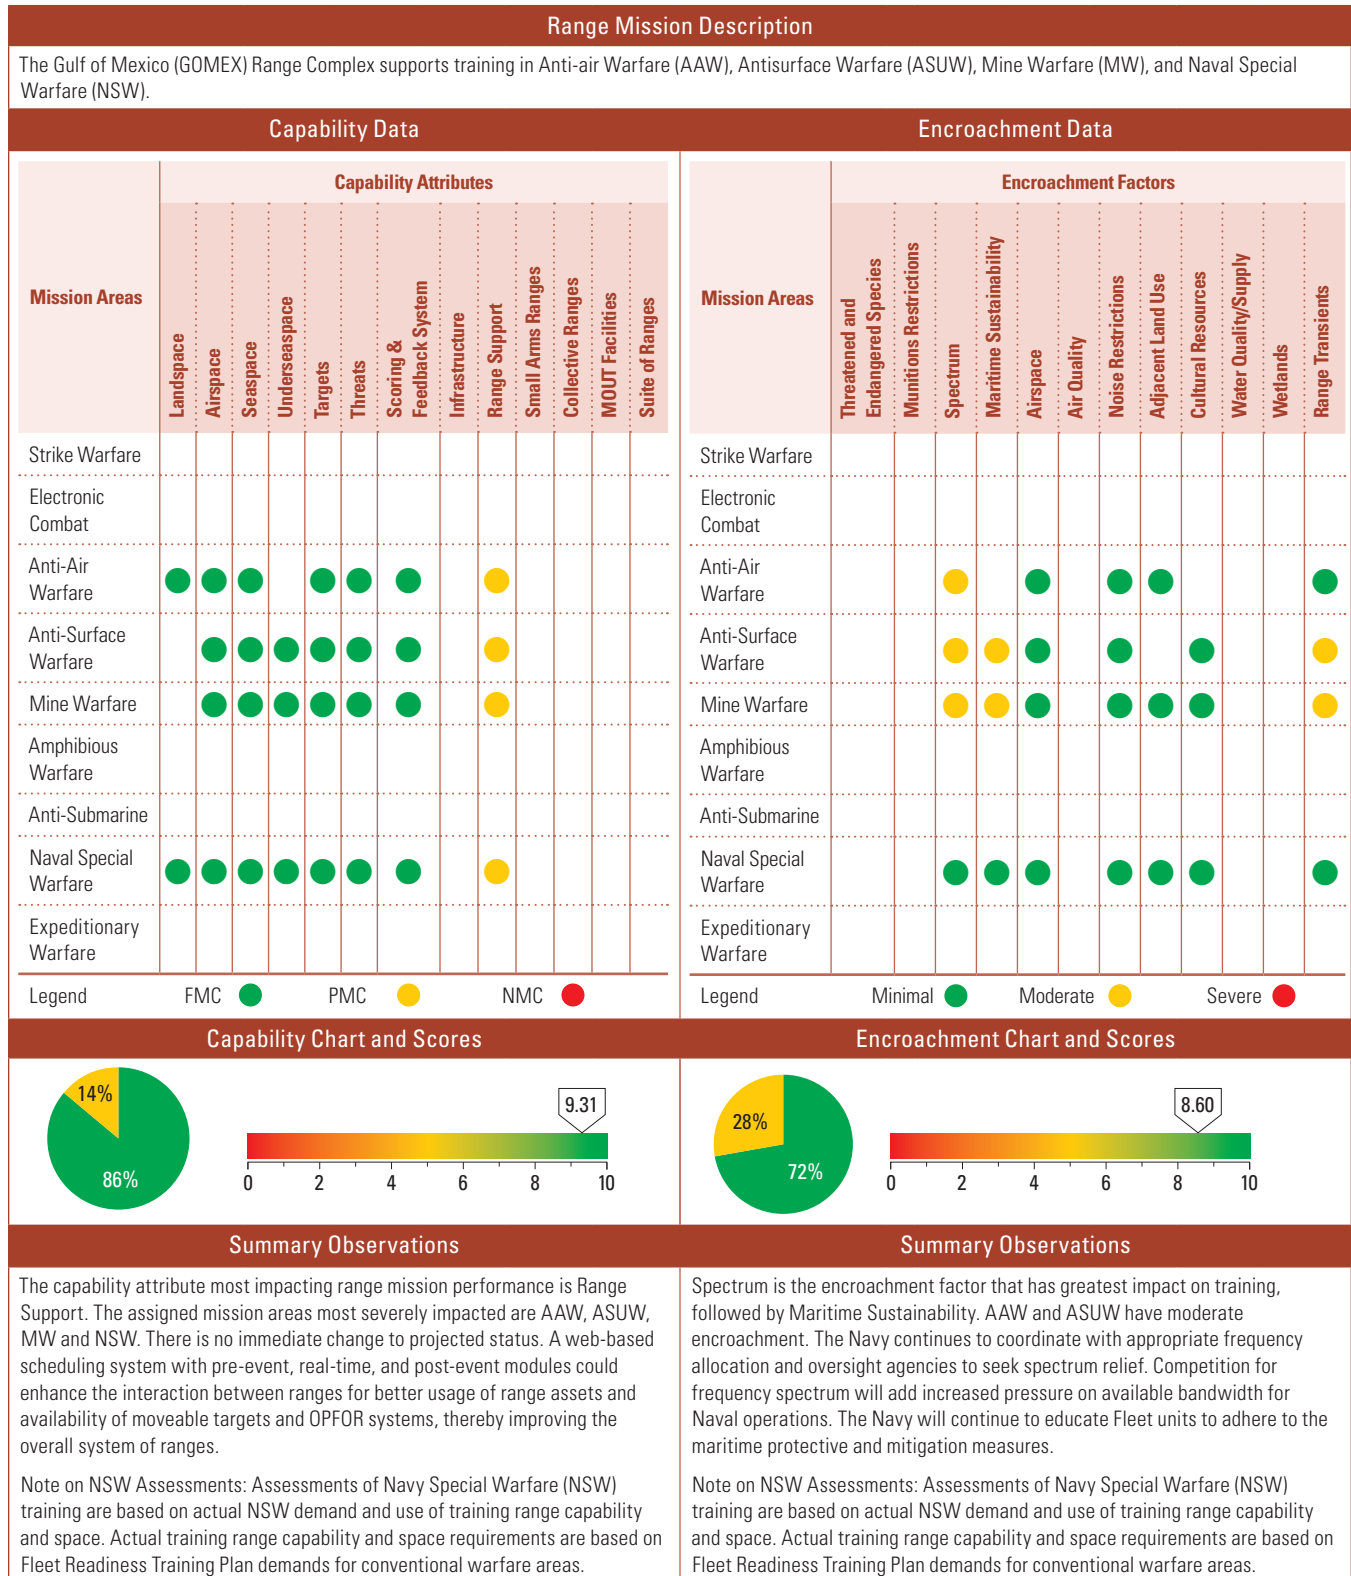 Range Mission Description
The Gulf of Mexico (GOMEX) Range Complex supports training in Anti-air Warfare (AAW), Antisurface Warfare (ASUW), Mine Warfare (MW), and Naval Special
Warfare (NSW).
Capability Data
Mission Areas
Capability Attributes
Landspace
Airspace
Seaspace
Underseaspace
Targets
Threats
Scoring &
Feedback System
Infrastructure
Range Support
Small Arms Ranges
Collective Ranges
MOUT Facilities
Suite of Ranges
Strike Warfare
Electronic
Combat
Anti-Air
Warfare
Anti-Surface
Warfare
Mine Warfare
Amphibious
Warfare
Anti-Submarine
Naval Special
Warfare
Expeditionary
Warfare
Legend FMC PMC NMC
Encroachment Data
Mission Areas
Encroachment Factors
Threatened and
Endangered Species
Munitions Restrictions
Spectrum
Maritime Sustainability
Airspace
Air Quality
Noise Restrictions
Adjacent Land Use
Cultural Resources
Water Quality/Supply
Wetlands
Range Transients
Strike Warfare
Electronic
Combat
Anti-Air
Warfare
Anti-Surface
Warfare
Mine Warfare
Amphibious
Warfare
Anti-Submarine
Naval Special
Warfare
Expeditionary
Warfare
Legend Minimal Moderate Severe
Capability Chart and Scores
14%
86%
9.31
0 2 4 6 8 10
Encroachment Chart and Scores
28%
72%
8.60
0 2 4 6 8 10
Summary Observations
The capability attribute most impacting range mission performance is Range
Support. The assigned mission areas most severely impacted are AAW, ASUW,
MW and NSW. There is no immediate change to projected status. A web-based
scheduling system with pre-event, real-time, and post-event modules could
enhance the interaction between ranges for better usage of range assets and
availability of moveable targets and OPFOR systems, thereby improving the
overall system of ranges.
Note on NSW Assessments: Assessments of Navy Special Warfare (NSW)
training are based on actual NSW demand and use of training range capability
and space. Actual training range capability and space requirements are based on
Fleet Readiness Training Plan demands for conventional warfare areas.
Summary Observations
Spectrum is the encroachment factor that has greatest impact on training,
followed by Maritime Sustainability. AAW and ASUW have moderate
encroachment. The Navy continues to coordinate with appropriate frequency
allocation and oversight agencies to seek spectrum relief. Competition for
frequency spectrum will add increased pressure on available bandwidth for
Naval operations. The Navy will continue to educate Fleet units to adhere to the
maritime protective and mitigation measures.
Note on NSW Assessments: Assessments of Navy Special Warfare (NSW)
training are based on actual NSW demand and use of training range capability
and space. Actual training range capability and space requirements are based on
Fleet Readiness Training Plan demands for conventional warfare areas.